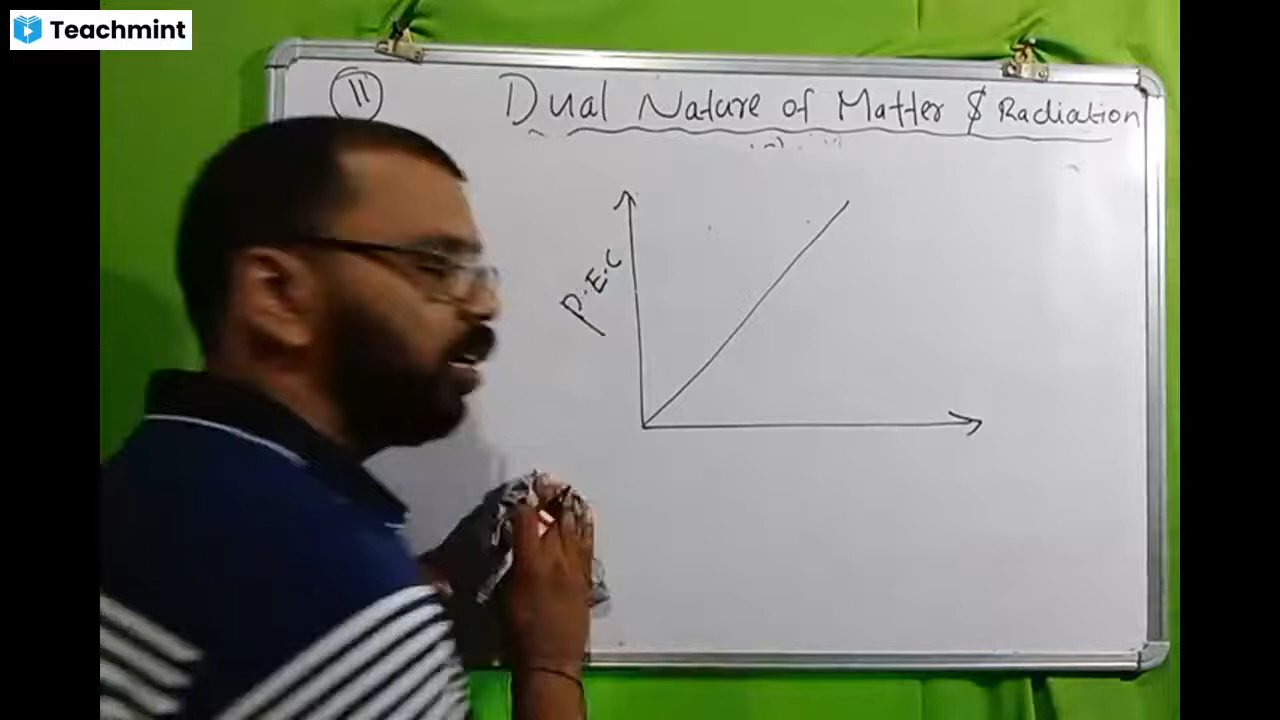 Teachmint
11
Dual Nature of Matter $ Radiation
P.E.C